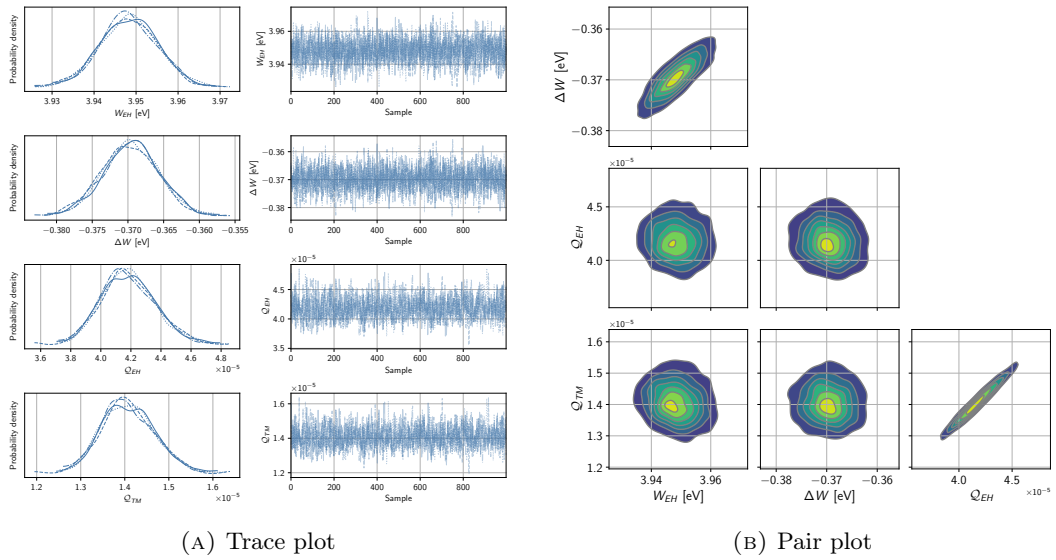 Probability density
3.93 3.94 3.95 3.96 3.97
W_EH [eV]
W_EH [eV]
3.96
3.94
0 200 400 600 800
Sample
Probability density
−0.380 −0.375 −0.370 −0.365 −0.360 −0.355
ΔW [eV]
ΔW [eV]
−0.36
−0.37
−0.38
0 200 400 600 800
Sample
Probability density
3.6 3.8 4.0 4.2 4.4 4.6 4.8
Q_EH
×10⁻⁵
×10⁻⁵
Q_EH
4.5
4.0
3.5
0 200 400 600 800
Sample
Probability density
1.2 1.3 1.4 1.5 1.6
Q_TM
×10⁻⁵
×10⁻⁵
Q_TM
1.6
1.4
1.2
0 200 400 600 800
Sample
(A) Trace plot
ΔW [eV]
−0.36
−0.37
−0.38
×10⁻⁵
Q_EH
4.5
4.0
×10⁻⁵
Q_TM
1.6
1.5
1.4
1.3
1.2
3.94 3.96
W_EH [eV]
−0.38 −0.37 −0.36
ΔW [eV]
4.0 4.5
×10⁻⁵
Q_EH
(B) Pair plot